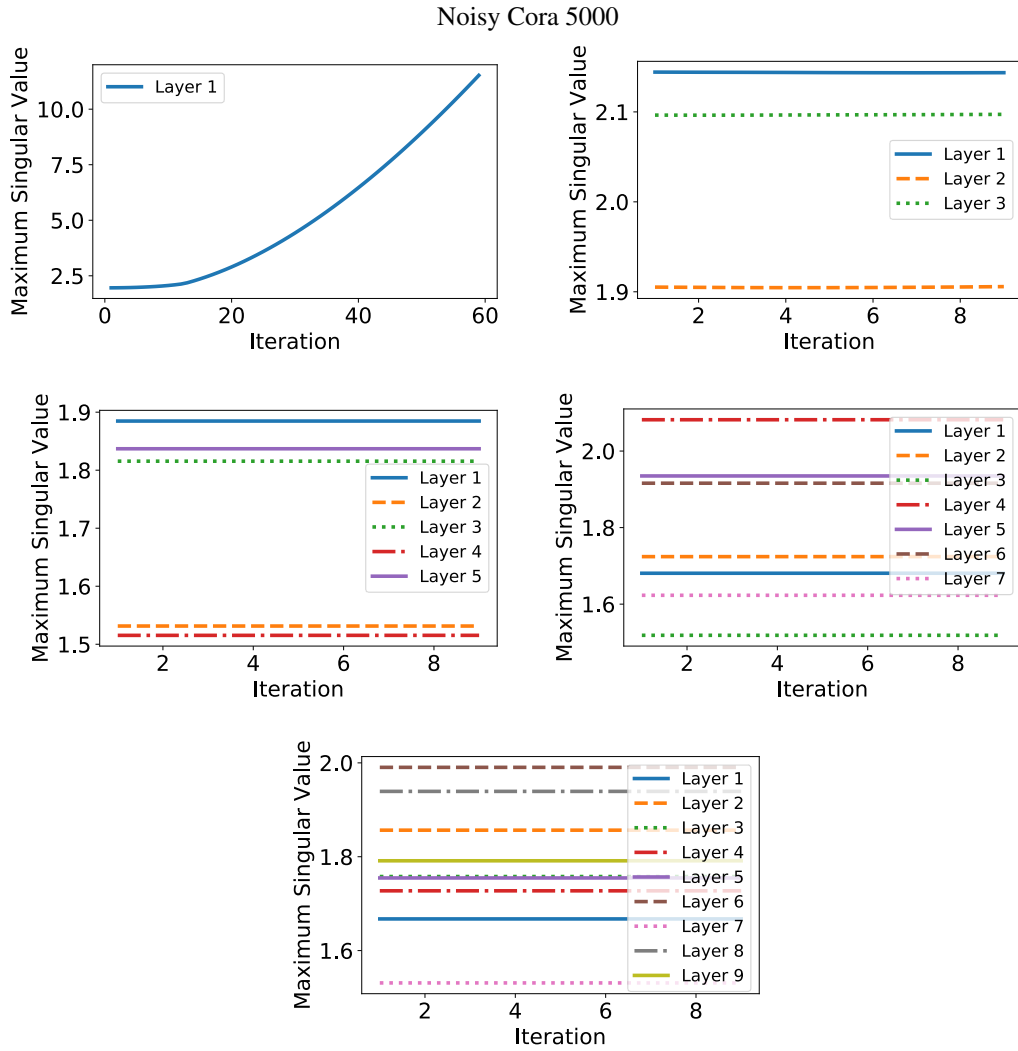 Noisy Cora 5000
Maximum Singular Value
10.0
7.5
5.0
2.5
0
20
40
60
Iteration
Layer 1
Maximum Singular Value
2.1
2.0
1.9
2
4
6
8
Iteration
Layer 1
Layer 2
Layer 3
Maximum Singular Value
1.9
1.8
1.7
1.6
1.5
2
4
6
8
Iteration
Layer 1
Layer 2
Layer 3
Layer 4
Layer 5
Maximum Singular Value
2.0
1.8
1.6
2
4
6
8
Iteration
Layer 1
Layer 2
Layer 3
Layer 4
Layer 5
Layer 6
Layer 7
Maximum Singular Value
2.0
1.8
1.6
2
4
6
8
Iteration
Layer 1
Layer 2
Layer 3
Layer 4
Layer 5
Layer 6
Layer 7
Layer 8
Layer 9